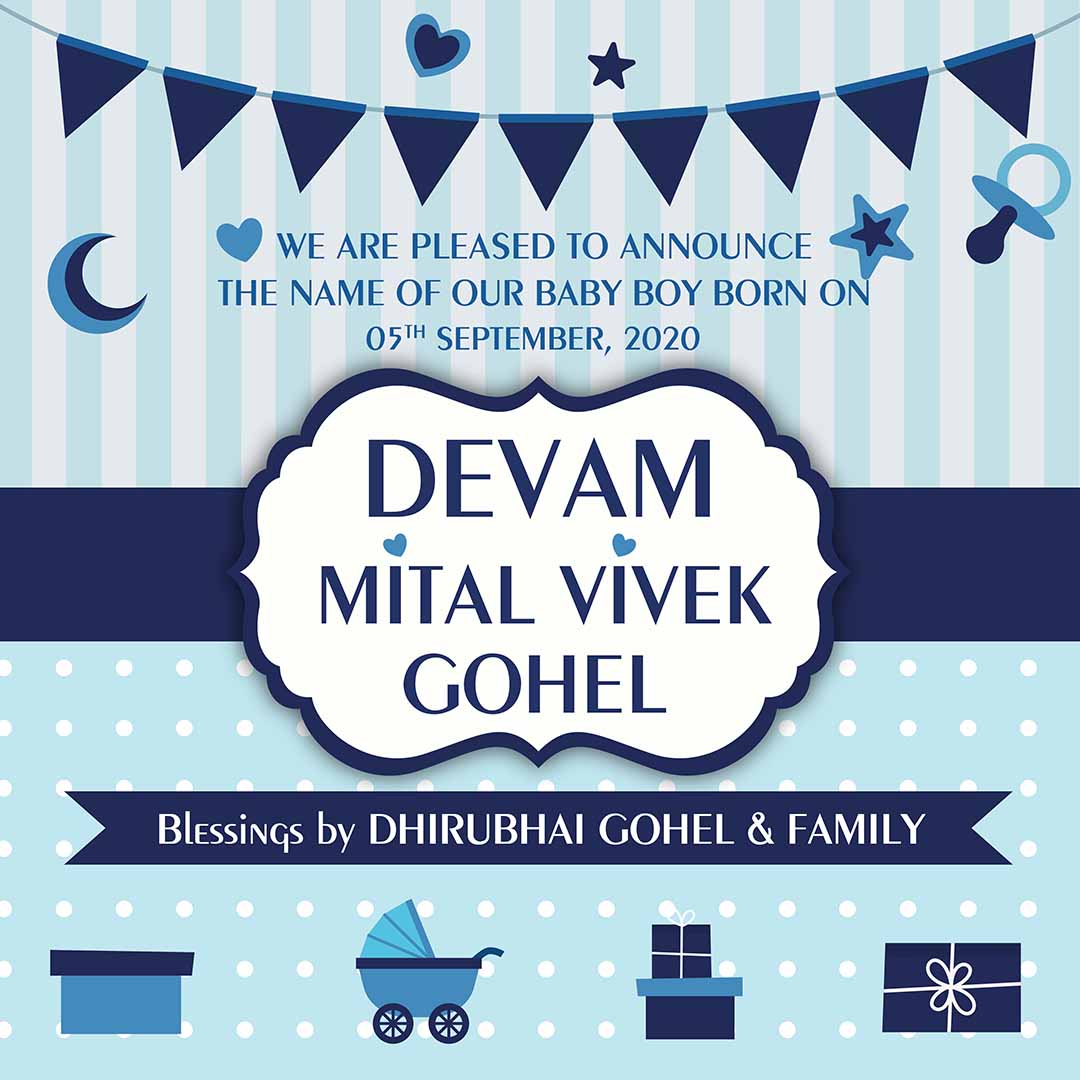 WE ARE PLEASED TO ANNOUNCE
THE NAME OF OUR BABY BOY BORN ON
05TH SEPTEMBER, 2020
DEVAM
MITAL VIVEK
GOHEL
Blessings by DHIRUBHAI GOHEL & FAMILY